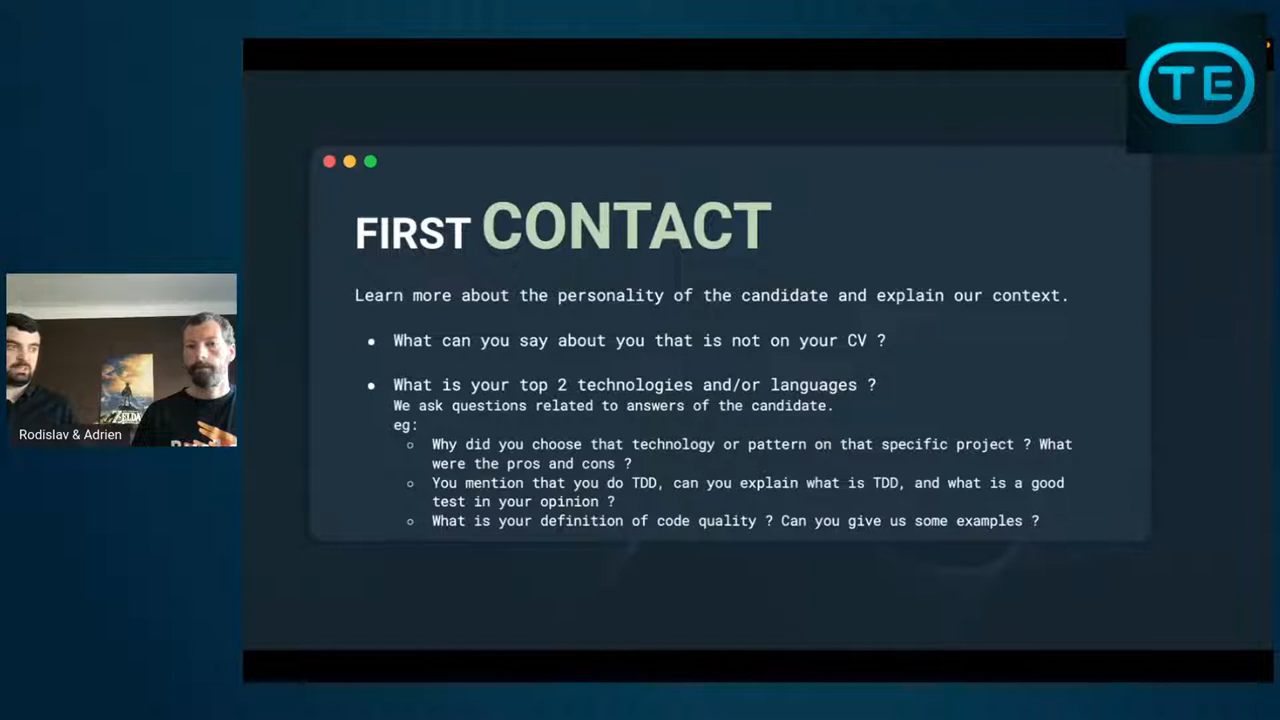 TE
FIRST CONTACT
Learn more about the personality of the candidate and explain our context.
• What can you say about you that is not on your CV ?
• What is your top 2 technologies and/or languages ?
We ask questions related to answers of the candidate.
eg:
○ Why did you choose that technology or pattern on that specific project ? What
were the pros and cons ?
○ You mention that you do TDD, can you explain what is TDD, and what is a good
test in your opinion ?
○ What is your definition of code quality ? Can you give us some examples ?
ZELDA
Rodislav & Adrien